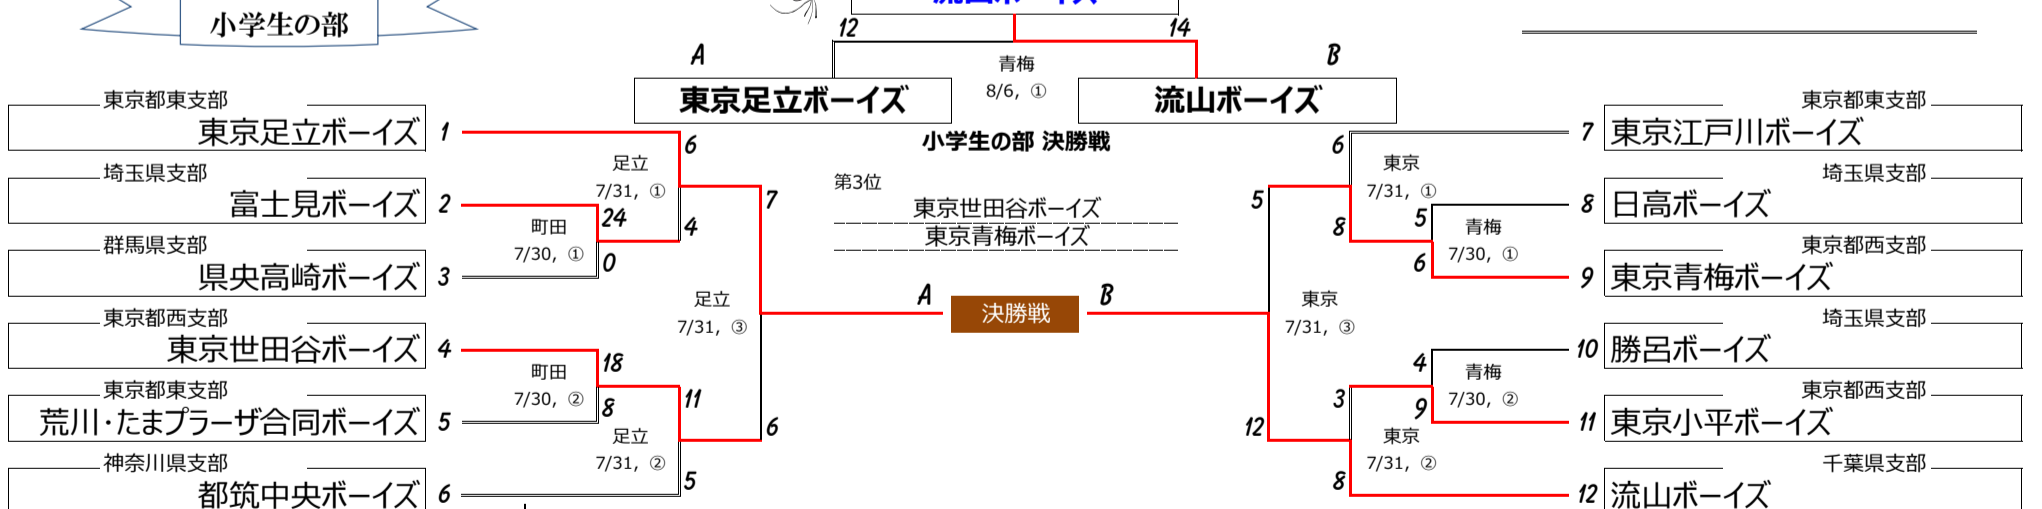 小学生の部
流山ボーイズ
12 14
A B
青梅
8/6, ①
東京足立ボーイズ 流山ボーイズ
小学生の部 決勝戦
第3位
東京世田谷ボーイズ
東京青梅ボーイズ
A 決勝戦 B
東京都東支部
東京足立ボーイズ 1
埼玉県支部
富士見ボーイズ 2
群馬県支部
県央高崎ボーイズ 3
東京都西支部
東京世田谷ボーイズ 4
東京都東支部
荒川・たまプラーザ合同ボーイズ 5
神奈川県支部
都筑中央ボーイズ 6
町田
7/30, ①
24
0
町田
7/30, ②
18
8
足立
7/31, ①
6
4
足立
7/31, ②
11
5
足立
7/31, ③
7
6
東京
7/31, ③
5
12
東京
7/31, ①
6
8
東京
7/31, ②
3
8
青梅
7/30, ①
5
6
青梅
7/30, ②
4
9
東京都東支部
7 東京江戸川ボーイズ
埼玉県支部
8 日高ボーイズ
東京都西支部
9 東京青梅ボーイズ
埼玉県支部
10 勝呂ボーイズ
東京都西支部
11 東京小平ボーイズ
千葉県支部
12 流山ボーイズ